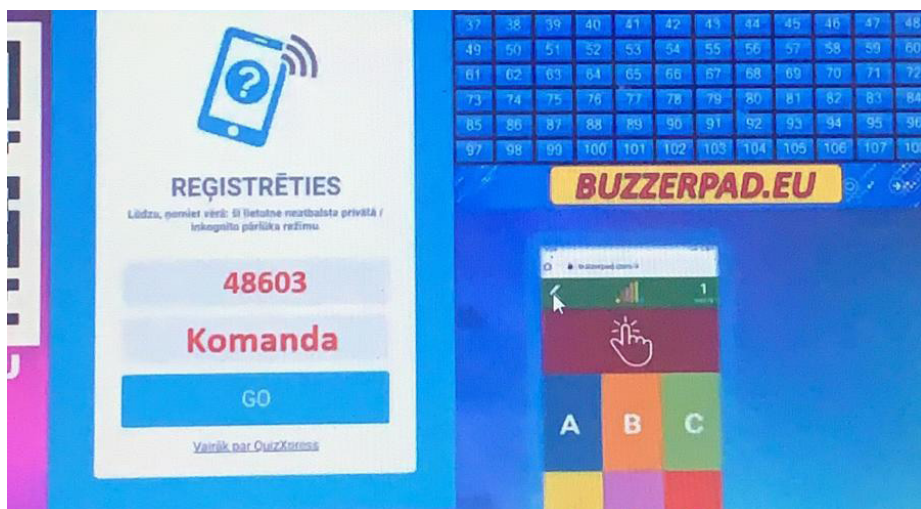 REĢISTRĒTIES
Lūdzu, ņemiet vērā: šī lietotne neatbalsta privātā /
inkognito pārlūka režīmu
48603
Komanda
GO
Vairāk par QuizXpress
U
37 38 39 40 41 42 43 44 45 46 47 48
49 50 51 52 53 54 55 56 57 58 59 60
61 62 63 64 65 66 67 68 69 70 71 72
73 74 75 76 77 78 79 80 81 82 83 84
85 86 87 88 89 90 91 92 93 94 95 96
97 98 99 100 101 102 103 104 105 106 107
BUZZERPAD.EU
1
A B C